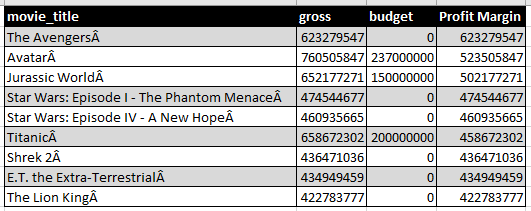 movie_title gross budget Profit Margin
The AvengersÂ 623279547 0 623279547
AvatarÂ 760505847 237000000 523505847
Jurassic WorldÂ 652177271 150000000 502177271
Star Wars: Episode I - The Phantom MenaceÂ 474544677 0 474544677
Star Wars: Episode IV - A New HopeÂ 460935665 0 460935665
TitanicÂ 658672302 200000000 458672302
Shrek 2Â 436471036 0 436471036
E.T. the Extra-TerrestrialÂ 434949459 0 434949459
The Lion KingÂ 422783777 0 422783777